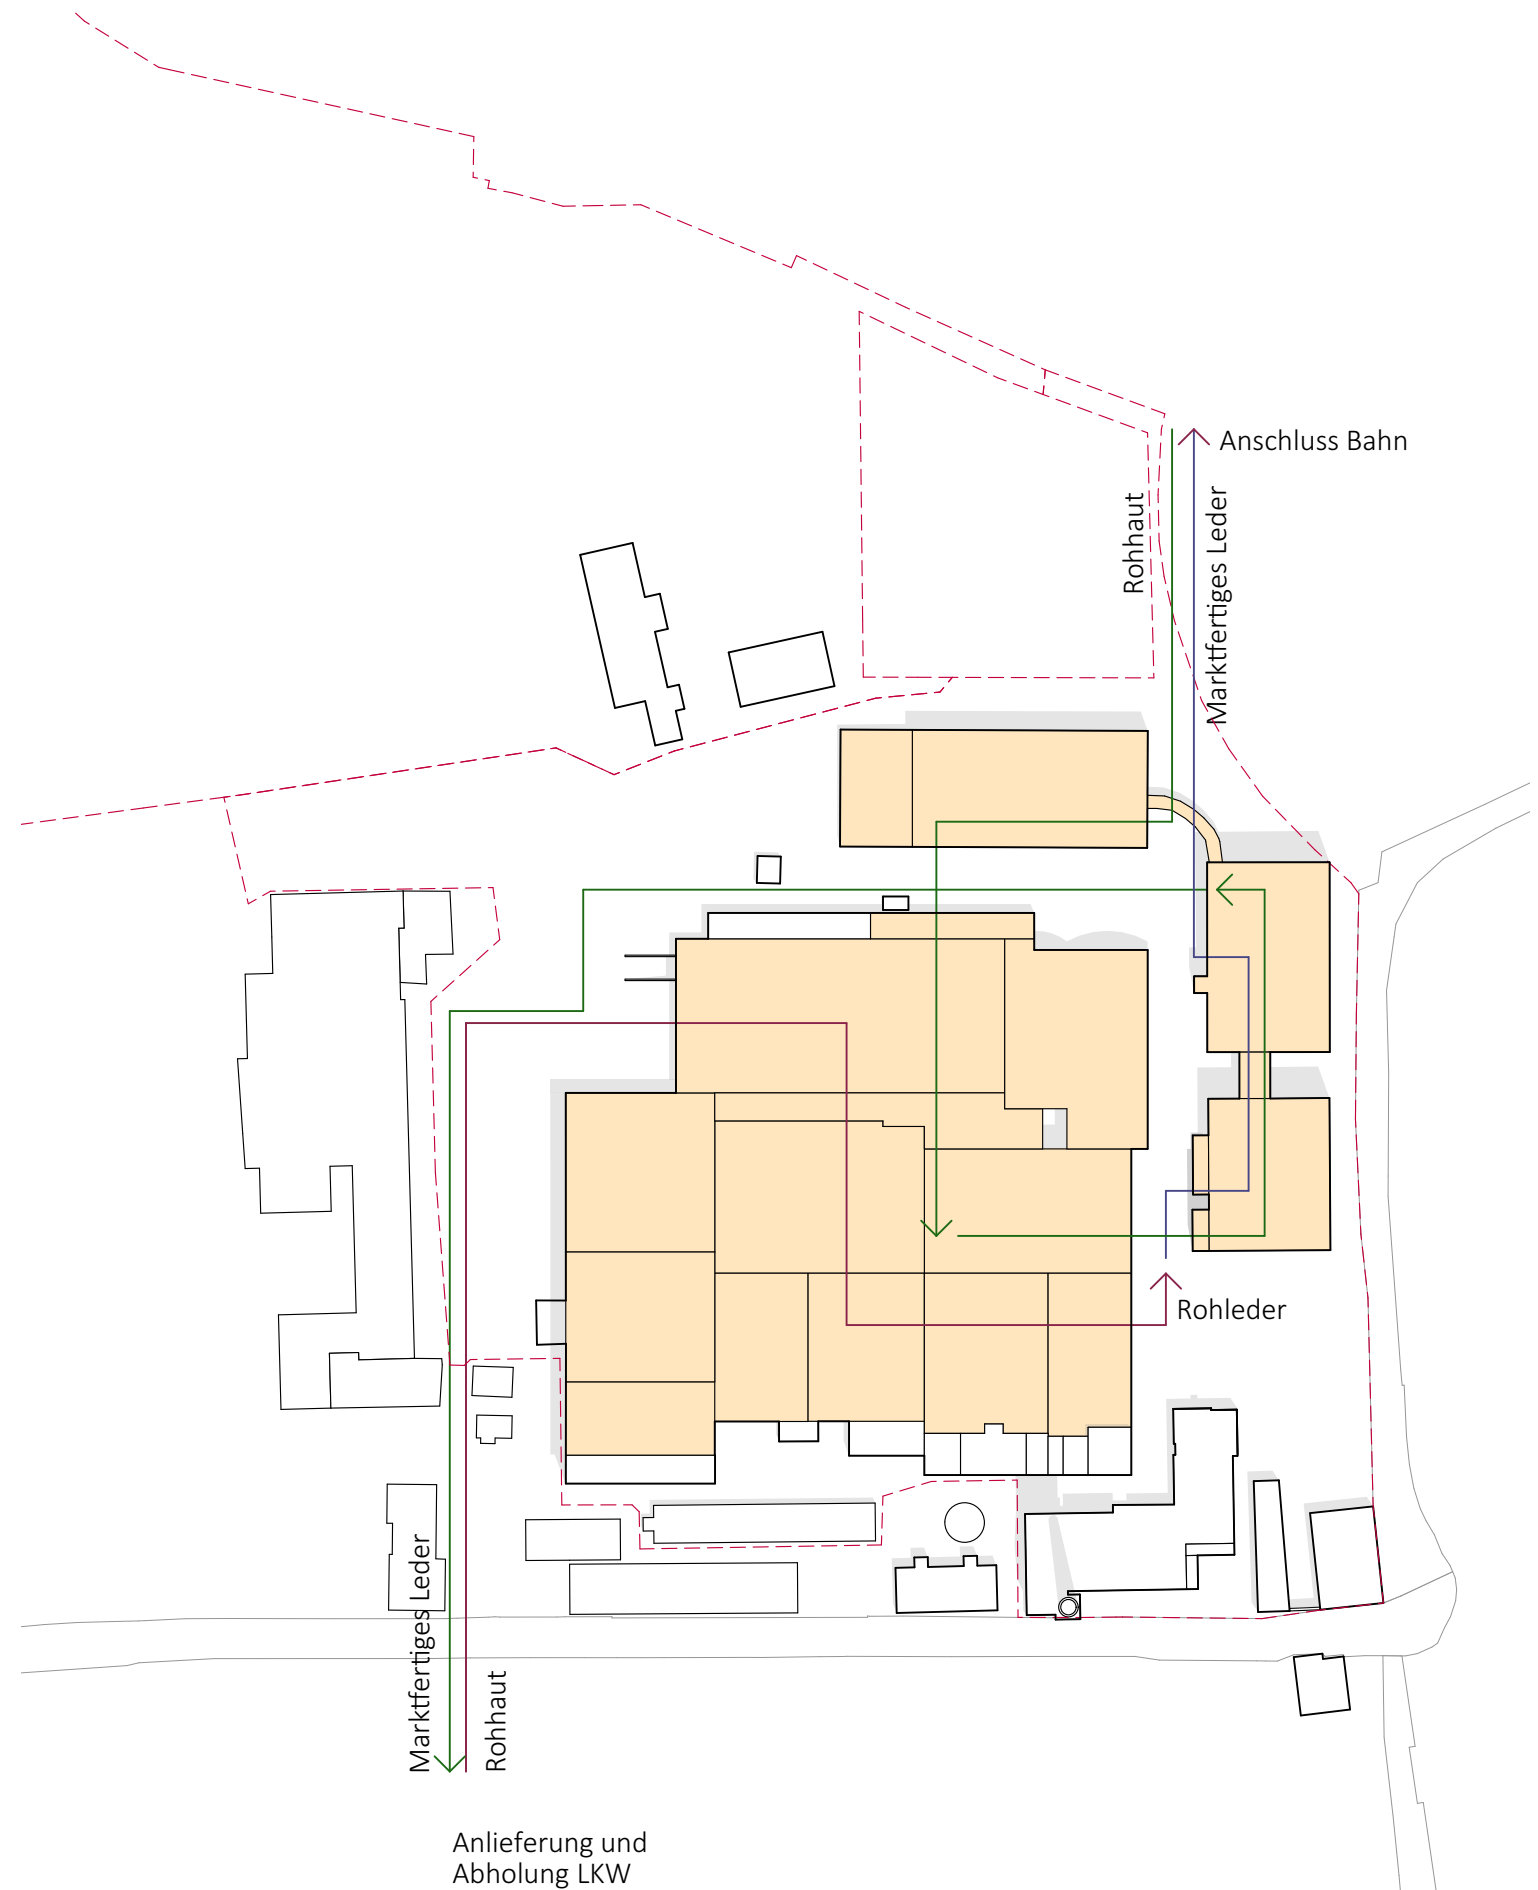 Anschluss Bahn
Rohhaut
Marktfertiges Leder
Rohleder
Marktfertiges Leder
Rohhaut
Anlieferung und
Abholung LKW